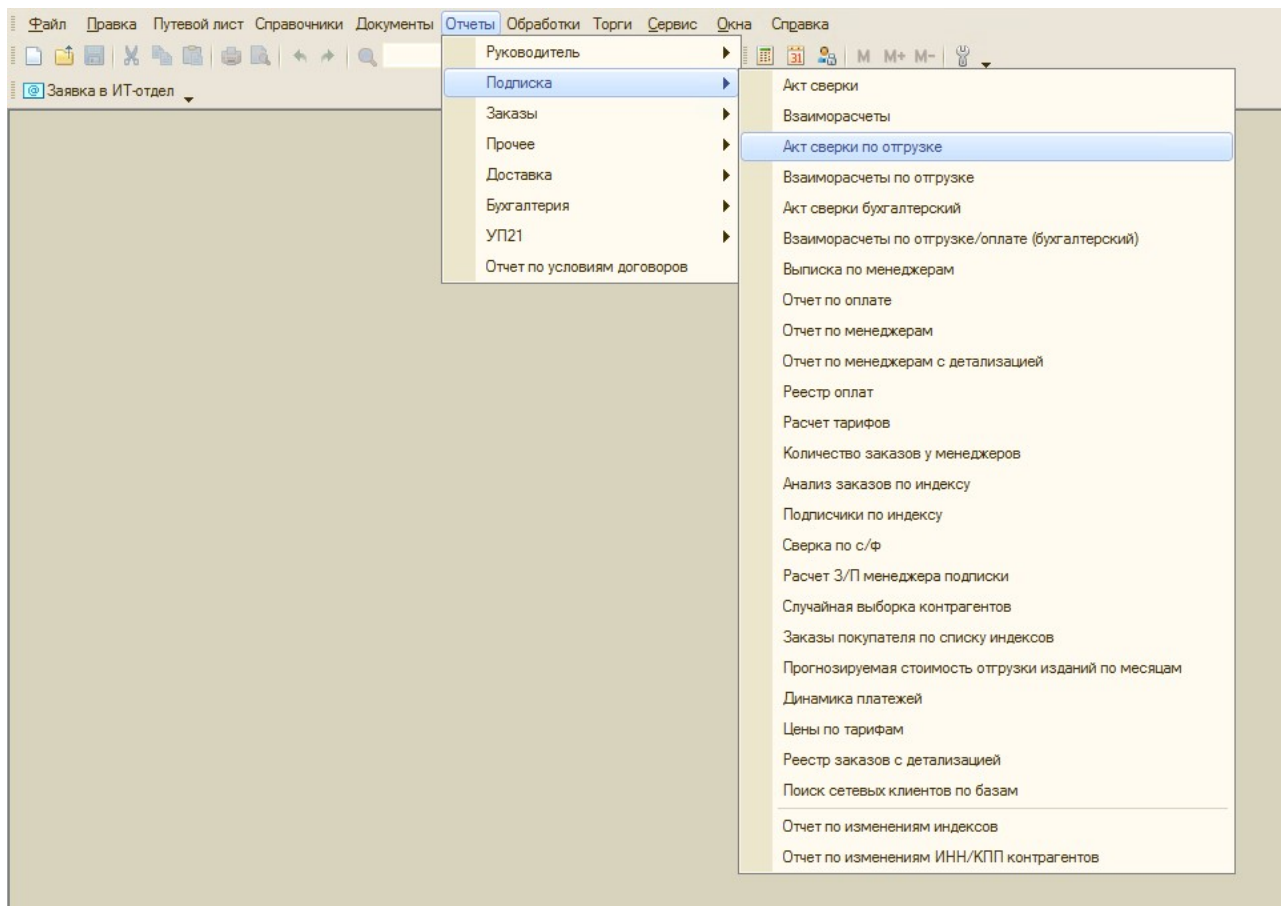 Файл Правка Путевой лист Справочники Документы Отчеты Обработки Торги Сервис Окна Справка
31 M M+ M-
@ Заявка в ИТ-отдел
Руководитель
Подписка
Заказы
Прочее
Доставка
Бухгалтерия
УП21
Отчет по условиям договоров
Акт сверки
Взаиморасчеты
Акт сверки по отгрузке
Взаиморасчеты по отгрузке
Акт сверки бухгалтерский
Взаиморасчеты по отгрузке/оплате (бухгалтерский)
Выписка по менеджерам
Отчет по оплате
Отчет по менеджерам
Отчет по менеджерам с детализацией
Реестр оплат
Расчет тарифов
Количество заказов у менеджеров
Анализ заказов по индексу
Подписчики по индексу
Сверка по с/ф
Расчет З/П менеджера подписки
Случайная выборка контрагентов
Заказы покупателя по списку индексов
Прогнозируемая стоимость отгрузки изданий по месяцам
Динамика платежей
Цены по тарифам
Реестр заказов с детализацией
Поиск сетевых клиентов по базам
Отчет по изменениям индексов
Отчет по изменениям ИНН/КПП контрагентов